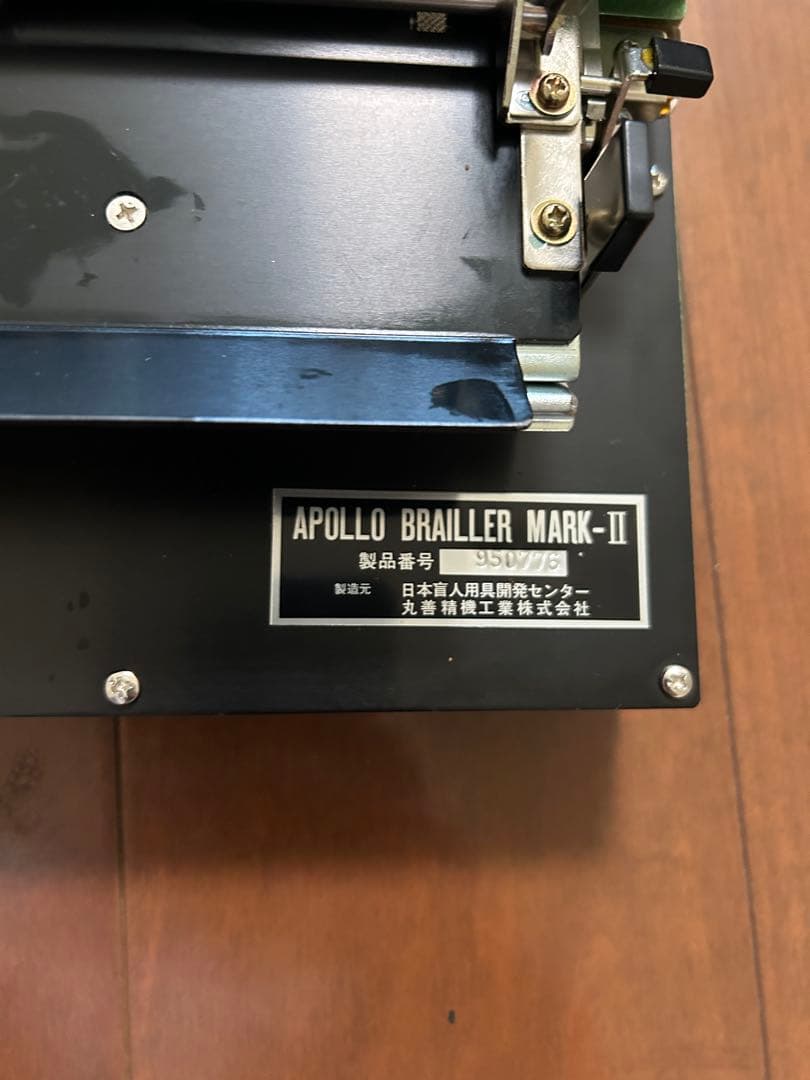 APOLLO BRAILLER MARK-II
製品番号 950776
製造元 日本盲人用具開発センター
丸善精機工業株式会社